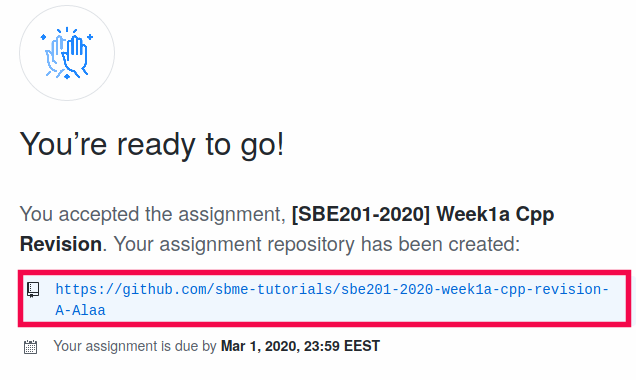 You're ready to go!
You accepted the assignment, [SBE201-2020] Week1a Cpp
Revision. Your assignment repository has been created:
https://github.com/sbme-tutorials/sbe201-2020-week1a-cpp-revision-
A-Alaa
Your assignment is due by Mar 1, 2020, 23:59 EEST